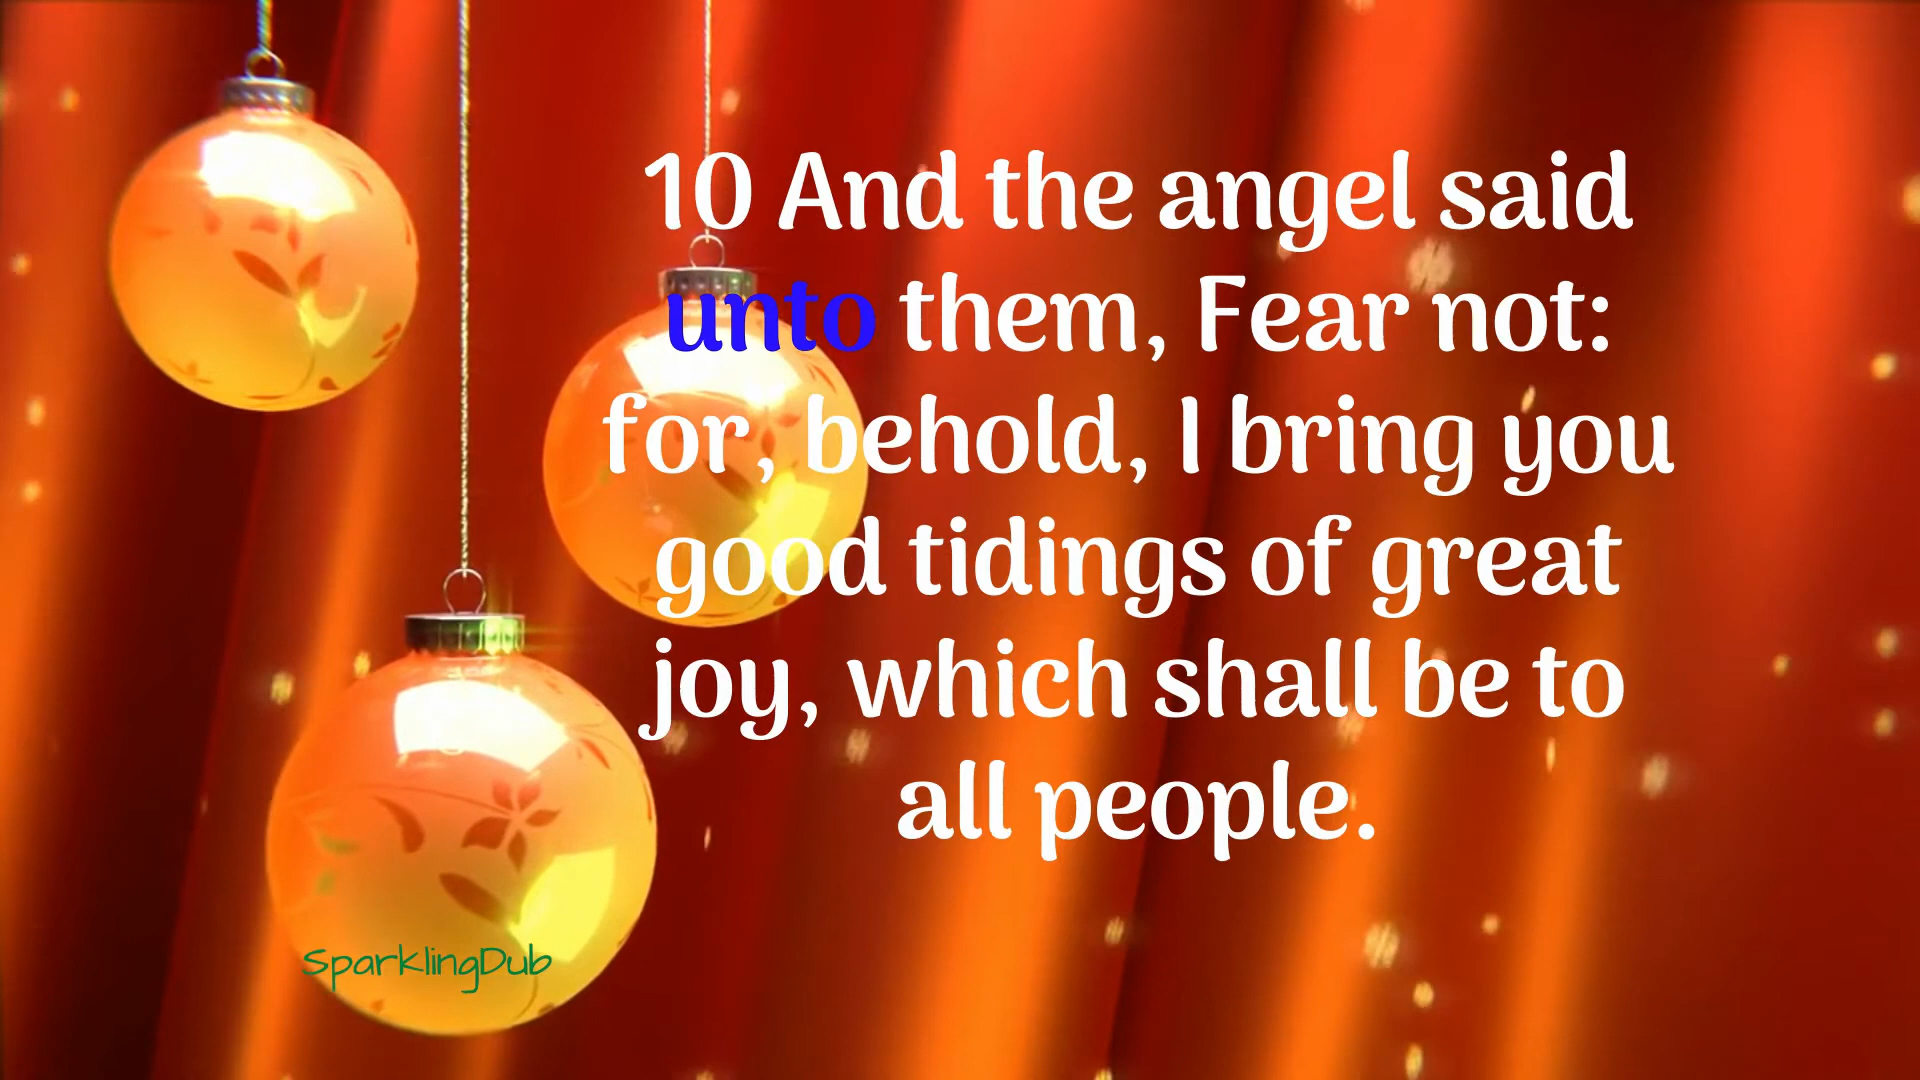 10 And the angel said
unto them, Fear not:
for, behold, I bring you
good tidings of great
joy, which shall be to
all people.
SparklingDub